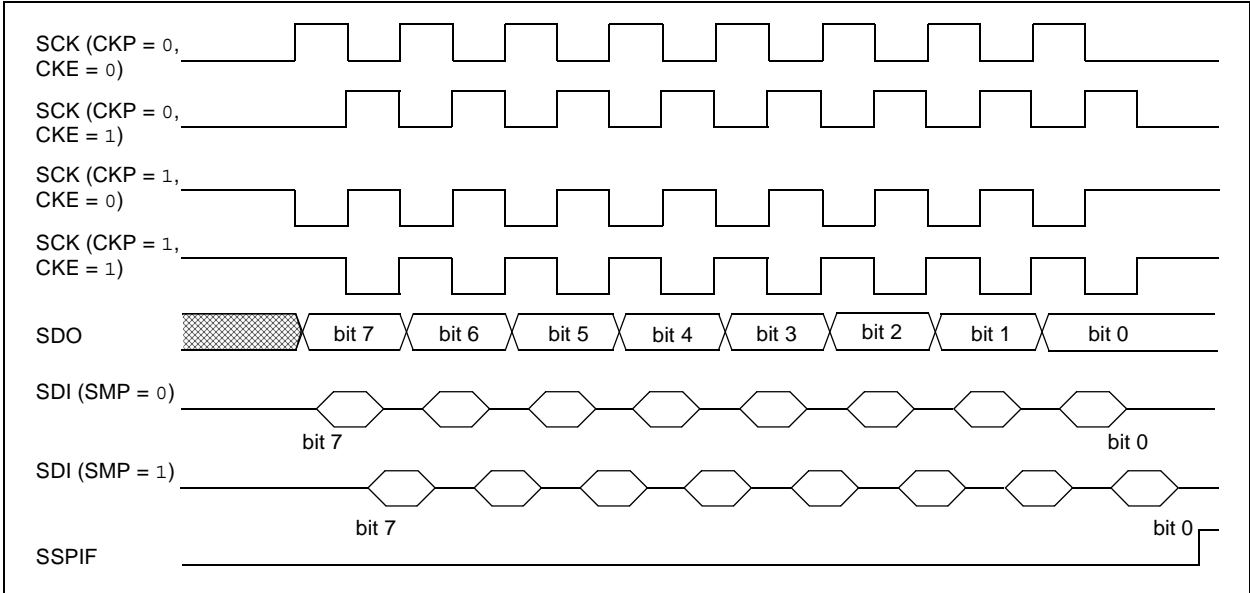 SCK (CKP = 0,
CKE = 0)
SCK (CKP = 0,
CKE = 1)
SCK (CKP = 1,
CKE = 0)
SCK (CKP = 1,
CKE = 1)
SDO bit 7 bit 6 bit 5 bit 4 bit 3 bit 2 bit 1 bit 0
SDI (SMP = 0)
bit 7 bit 0
SDI (SMP = 1)
bit 7 bit 0
SSPIF